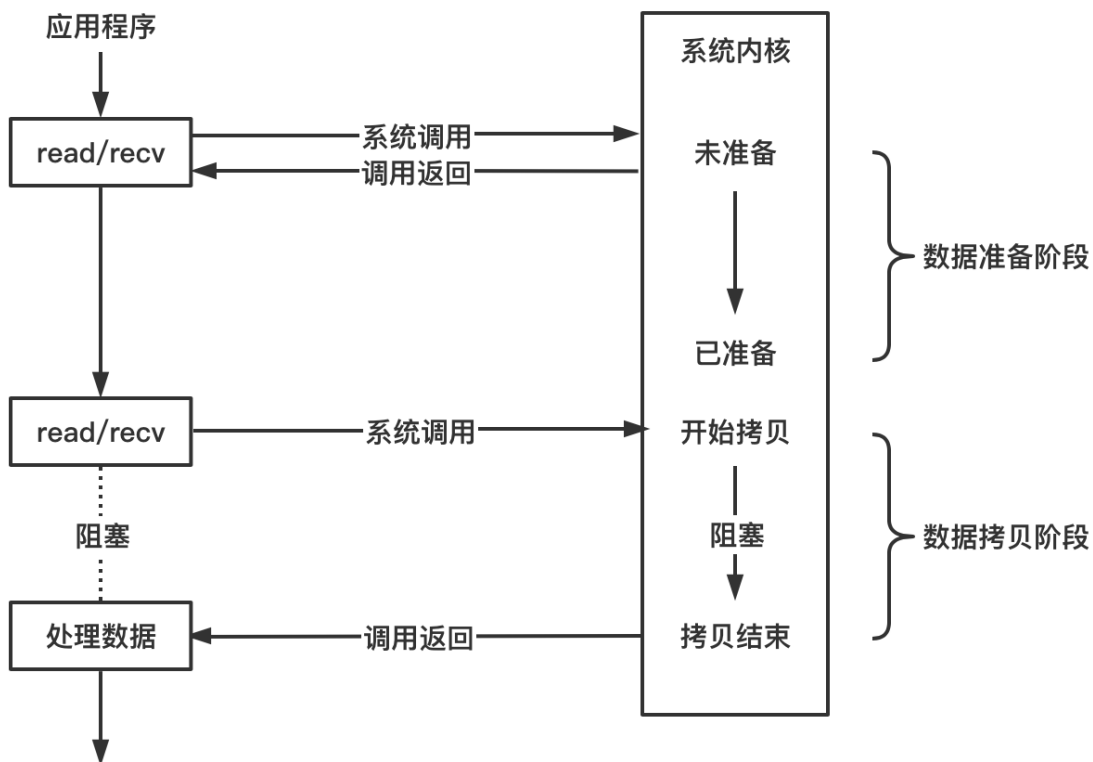 应用程序
系统内核
read/recv
系统调用
调用返回
未准备
数据准备阶段
已准备
read/recv
系统调用
开始拷贝
阻塞
阻塞
数据拷贝阶段
处理数据
调用返回
拷贝结束